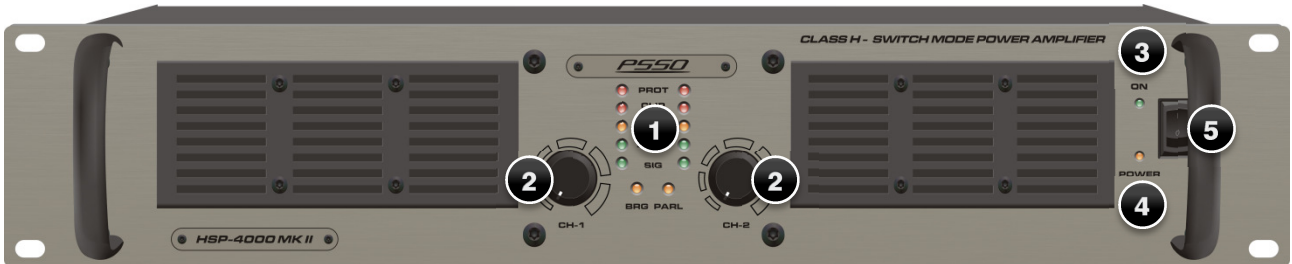 CLASS H - SWITCH MODE POWER AMPLIFIER
3
PSSO
ON
PROT
1
5
SIG
2
2
POWER
BRG PARL
4
CH-1
CH-2
HSP-4000 MK II